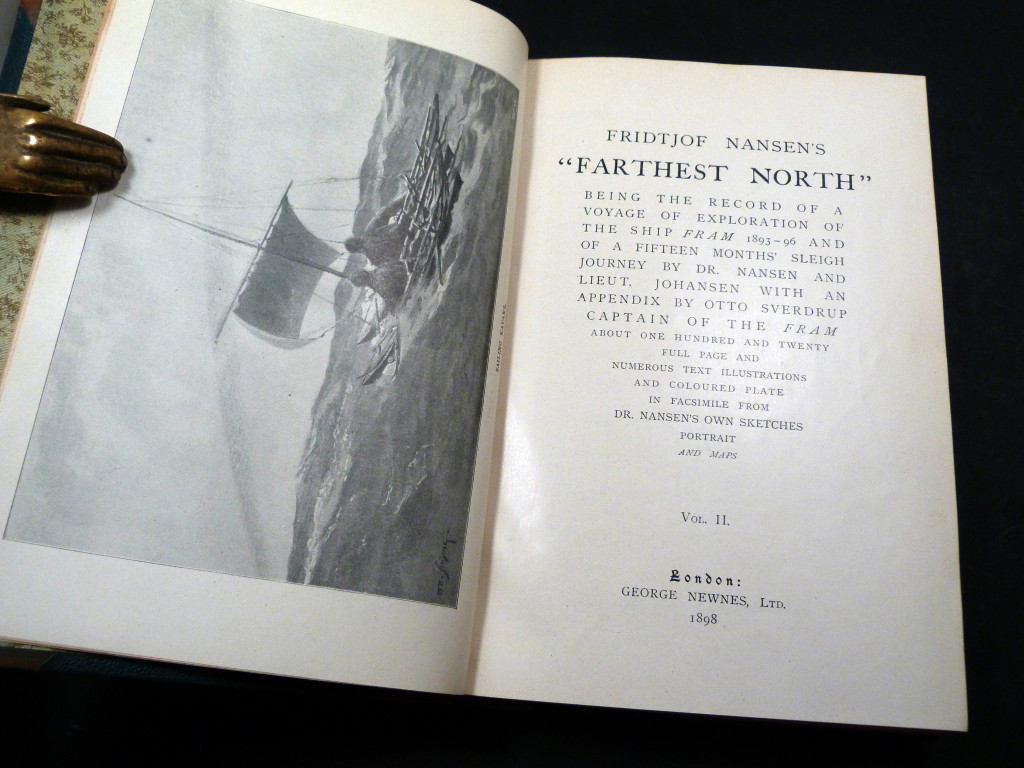 SAILING KAYAKS
FRIDTJOF NANSEN'S
"FARTHEST NORTH"
BEING THE RECORD OF A
VOYAGE OF EXPLORATION OF
THE SHIP FRAM 1893-96 AND
OF A FIFTEEN MONTHS' SLEIGH
JOURNEY BY DR. NANSEN AND
LIEUT. JOHANSEN WITH AN
APPENDIX BY OTTO SVERDRUP
CAPTAIN OF THE FRAM
ABOUT ONE HUNDRED AND TWENTY
FULL PAGE AND
NUMEROUS TEXT ILLUSTRATIONS
AND COLOURED PLATE
IN FACSIMILE FROM
DR. NANSEN'S OWN SKETCHES
PORTRAIT
AND MAPS
VOL. II.
London:
GEORGE NEWNES, LTD.
1898